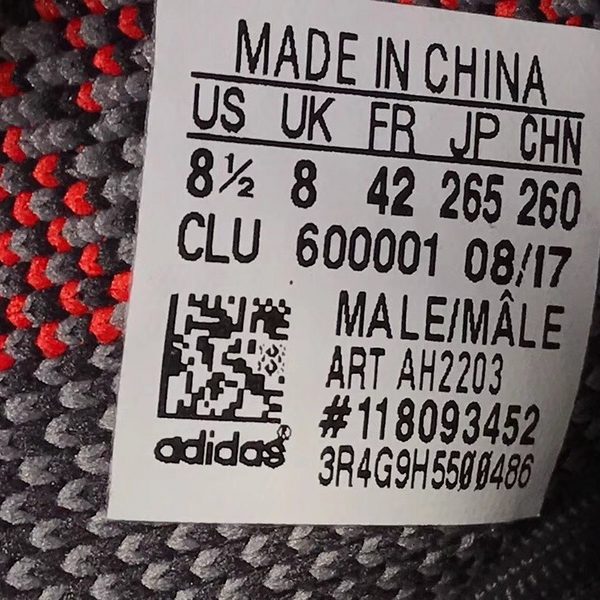 MADE IN CHINA
US UK FR JP CHN
8½ 8 42 265 260
CLU 600001 08/17
MALE/MÂLE
ART AH2203
#118093452
adidas®
3R4G9H5500486